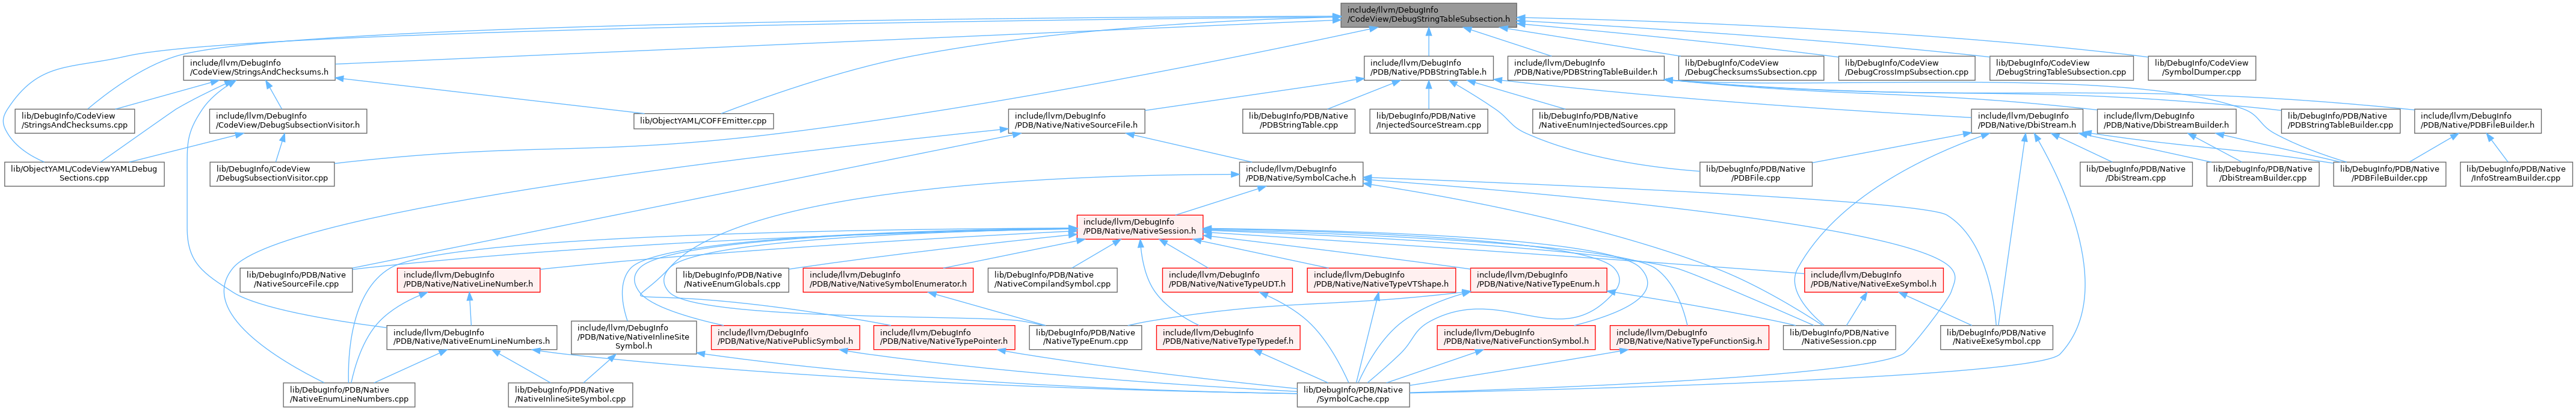 include/llvm/DebugInfo
/CodeView/DebugStringTableSubsection.h
include/llvm/DebugInfo
/CodeView/StringsAndChecksums.h
include/llvm/DebugInfo
/PDB/Native/PDBStringTable.h
include/llvm/DebugInfo
/PDB/Native/PDBStringTableBuilder.h
lib/DebugInfo/CodeView
/DebugChecksumsSubsection.cpp
lib/DebugInfo/CodeView
/DebugCrossImpSubsection.cpp
lib/DebugInfo/CodeView
/DebugStringTableSubsection.cpp
lib/DebugInfo/CodeView
/SymbolDumper.cpp
lib/DebugInfo/CodeView
/StringsAndChecksums.cpp
include/llvm/DebugInfo
/CodeView/DebugSubsectionVisitor.h
lib/ObjectYAML/COFFEmitter.cpp
include/llvm/DebugInfo
/PDB/Native/NativeSourceFile.h
lib/DebugInfo/PDB/Native
/PDBStringTable.cpp
lib/DebugInfo/PDB/Native
/InjectedSourceStream.cpp
lib/DebugInfo/PDB/Native
/NativeEnumInjectedSources.cpp
include/llvm/DebugInfo
/PDB/Native/DbiStream.h
include/llvm/DebugInfo
/PDB/Native/DbiStreamBuilder.h
lib/DebugInfo/PDB/Native
/PDBStringTableBuilder.cpp
include/llvm/DebugInfo
/PDB/Native/PDBFileBuilder.h
lib/ObjectYAML/CodeViewYAMLDebug
Sections.cpp
lib/DebugInfo/CodeView
/DebugSubsectionVisitor.cpp
include/llvm/DebugInfo
/PDB/Native/SymbolCache.h
lib/DebugInfo/PDB/Native
/PDBFile.cpp
lib/DebugInfo/PDB/Native
/DbiStream.cpp
lib/DebugInfo/PDB/Native
/DbiStreamBuilder.cpp
lib/DebugInfo/PDB/Native
/PDBFileBuilder.cpp
lib/DebugInfo/PDB/Native
/InfoStreamBuilder.cpp
include/llvm/DebugInfo
/PDB/Native/NativeSession.h
lib/DebugInfo/PDB/Native
/NativeSourceFile.cpp
include/llvm/DebugInfo
/PDB/Native/NativeLineNumber.h
lib/DebugInfo/PDB/Native
/NativeEnumGlobals.cpp
include/llvm/DebugInfo
/PDB/Native/NativeSymbolEnumerator.h
lib/DebugInfo/PDB/Native
/NativeCompilandSymbol.cpp
include/llvm/DebugInfo
/PDB/Native/NativeTypeUDT.h
include/llvm/DebugInfo
/PDB/Native/NativeTypeVTShape.h
include/llvm/DebugInfo
/PDB/Native/NativeTypeEnum.h
include/llvm/DebugInfo
/PDB/Native/NativeExeSymbol.h
include/llvm/DebugInfo
/PDB/Native/NativeEnumLineNumbers.h
include/llvm/DebugInfo
/PDB/Native/NativeInlineSite
Symbol.h
include/llvm/DebugInfo
/PDB/Native/NativePublicSymbol.h
include/llvm/DebugInfo
/PDB/Native/NativeTypePointer.h
lib/DebugInfo/PDB/Native
/NativeTypeEnum.cpp
include/llvm/DebugInfo
/PDB/Native/NativeTypeTypedef.h
include/llvm/DebugInfo
/PDB/Native/NativeFunctionSymbol.h
include/llvm/DebugInfo
/PDB/Native/NativeTypeFunctionSig.h
lib/DebugInfo/PDB/Native
/NativeSession.cpp
lib/DebugInfo/PDB/Native
/NativeExeSymbol.cpp
lib/DebugInfo/PDB/Native
/NativeEnumLineNumbers.cpp
lib/DebugInfo/PDB/Native
/NativeInlineSiteSymbol.cpp
lib/DebugInfo/PDB/Native
/SymbolCache.cpp